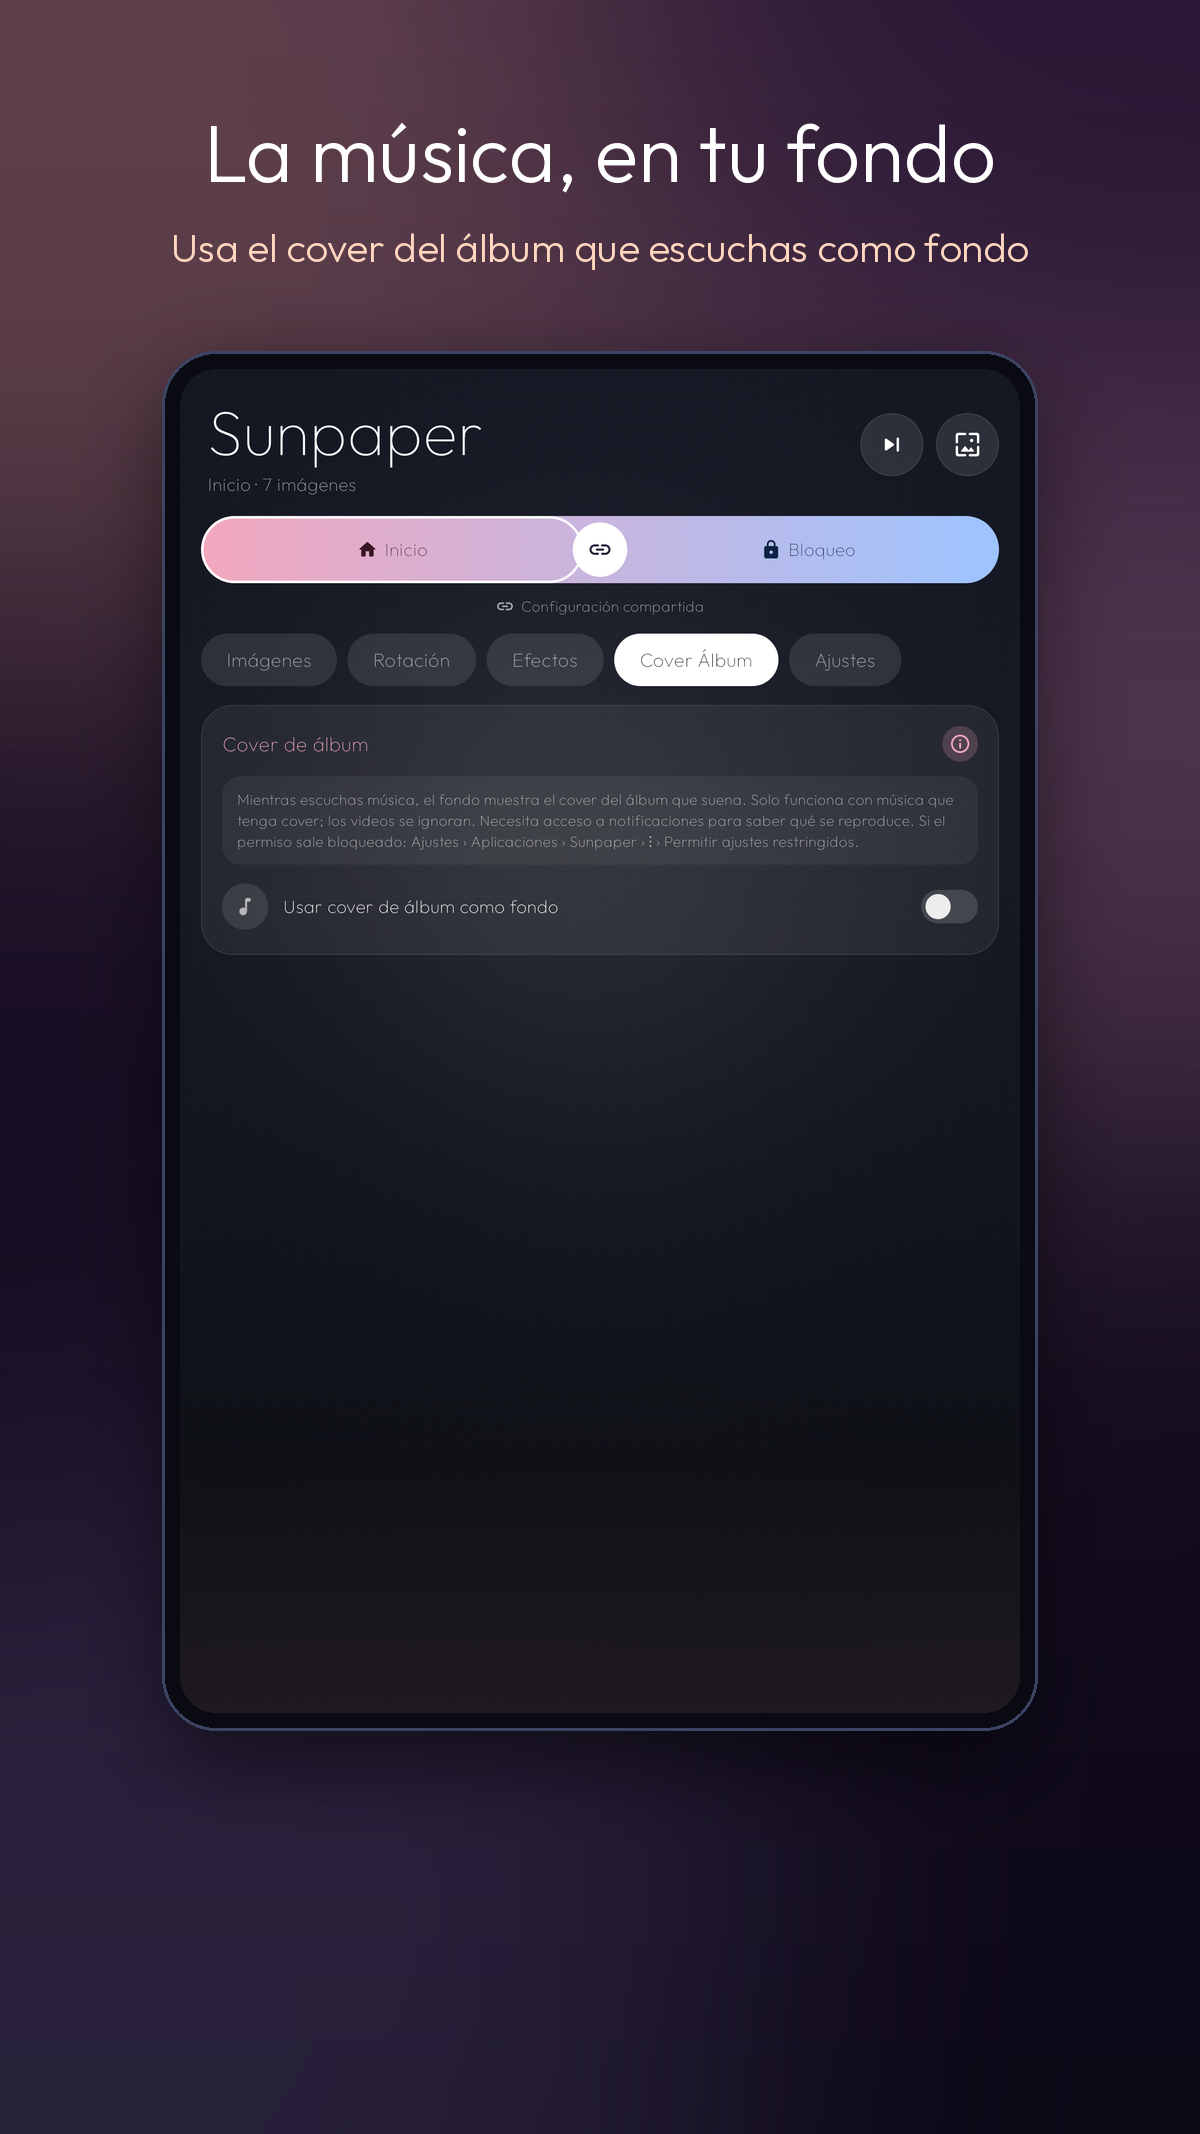 La música, en tu fondo
Usa el cover del álbum que escuchas como fondo
Sunpaper
Inicio · 7 imágenes
Inicio
Bloqueo
Configuración compartida
Imágenes
Rotación
Efectos
Cover Álbum
Ajustes
Cover de álbum
Mientras escuchas música, el fondo muestra el cover del álbum que suena. Solo funciona con música que
tenga cover; los videos se ignoran. Necesita acceso a notificaciones para saber qué se reproduce. Si el
permiso sale bloqueado: Ajustes › Aplicaciones › Sunpaper › ⋮ › Permitir ajustes restringidos.
Usar cover de álbum como fondo